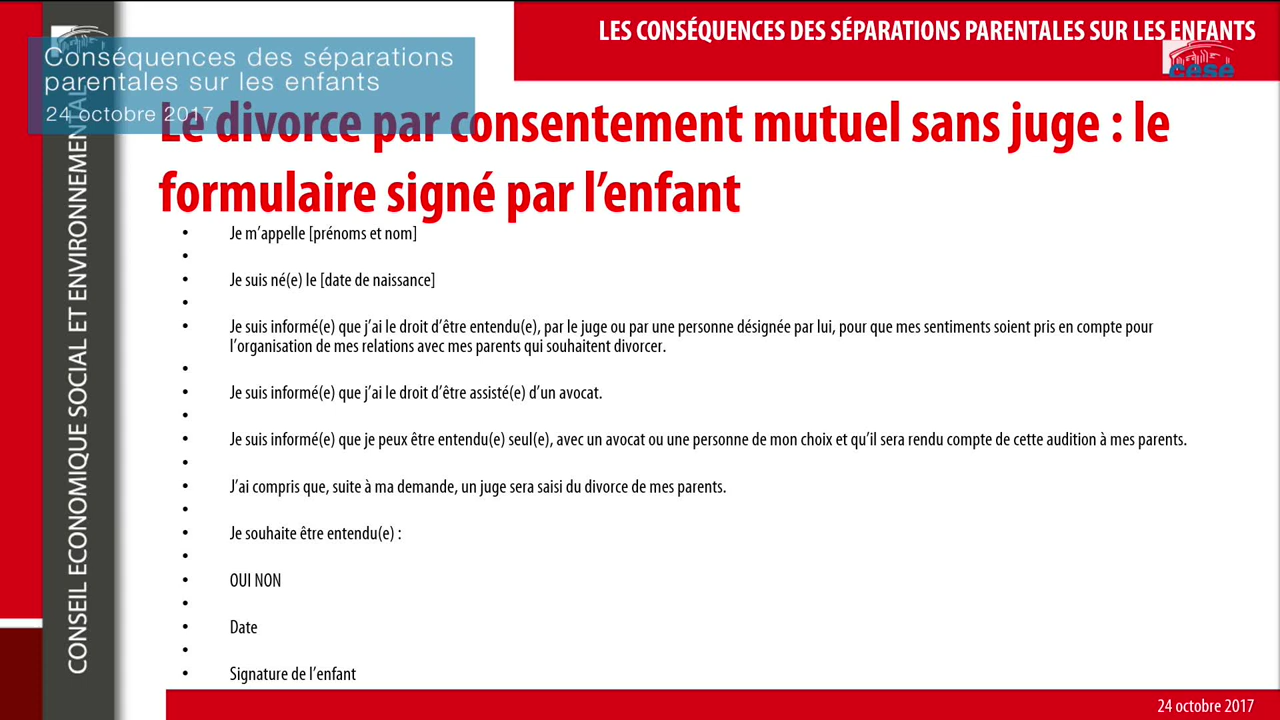 LES CONSÉQUENCES DES SÉPARATIONS PARENTALES SUR LES ENFANTS
cese
Conséquences des séparations
parentales sur les enfants
24 octobre 2017
CONSEIL ECONOMIQUE SOCIAL ET ENVIRONNEMENTAL
Le divorce par consentement mutuel sans juge : le
formulaire signé par l’enfant
• Je m’appelle [prénoms et nom]
•
• Je suis né(e) le [date de naissance]
•
• Je suis informé(e) que j’ai le droit d’être entendu(e), par le juge ou par une personne désignée par lui, pour que mes sentiments soient pris en compte pour
l’organisation de mes relations avec mes parents qui souhaitent divorcer.
•
• Je suis informé(e) que j’ai le droit d’être assisté(e) d’un avocat.
•
• Je suis informé(e) que je peux être entendu(e) seul(e), avec un avocat ou une personne de mon choix et qu’il sera rendu compte de cette audition à mes parents.
•
• J’ai compris que, suite à ma demande, un juge sera saisi du divorce de mes parents.
•
• Je souhaite être entendu(e) :
•
• OUI NON
•
• Date
•
• Signature de l’enfant
24 octobre 2017